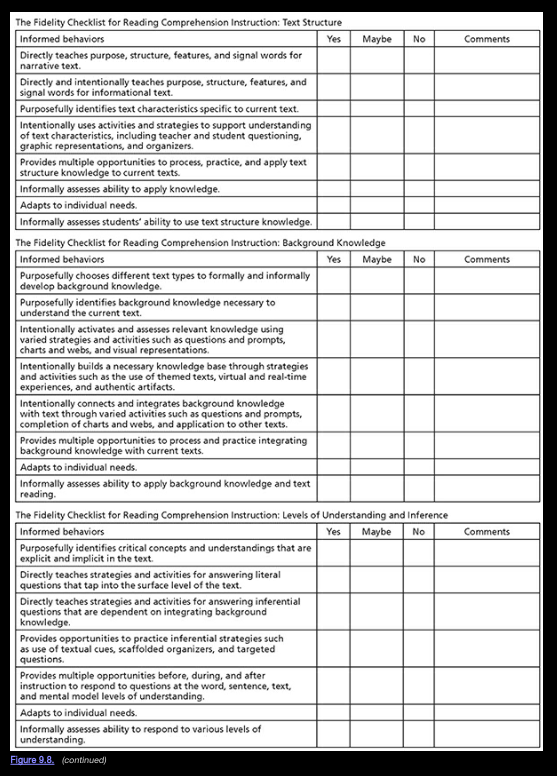 The Fidelity Checklist for Reading Comprehension Instruction: Text Structure
Informed behaviors Yes Maybe No Comments
Directly teaches purpose, structure, features, and signal words for
narrative text.
Directly and intentionally teaches purpose, structure, features, and
signal words for informational text.
Purposefully identifies text characteristics specific to current text.
Intentionally uses activities and strategies to support understanding
of text characteristics, including teacher and student questioning,
graphic representations, and organizers.
Provides multiple opportunities to process, practice, and apply text
structure knowledge to current texts.
Informally assesses ability to apply knowledge.
Adapts to individual needs.
Informally assesses students' ability to use text structure knowledge.
The Fidelity Checklist for Reading Comprehension Instruction: Background Knowledge
Informed behaviors Yes Maybe No Comments
Purposefully chooses different text types to formally and informally
develop background knowledge.
Purposefully identifies background knowledge necessary to
understand the current text.
Intentionally activates and assesses relevant knowledge using
varied strategies and activities such as questions and prompts,
charts and webs, and visual representations.
Intentionally builds a necessary knowledge base through strategies
and activities such as the use of themed texts, virtual and real-time
experiences, and authentic artifacts.
Intentionally connects and integrates background knowledge
with text through varied activities such as questions and prompts,
completion of charts and webs, and application to other texts.
Provides multiple opportunities to process and practice integrating
background knowledge with current texts.
Adapts to individual needs.
Informally assesses ability to apply background knowledge and text
reading.
The Fidelity Checklist for Reading Comprehension Instruction: Levels of Understanding and Inference
Informed behaviors Yes Maybe No Comments
Purposefully identifies critical concepts and understandings that are
explicit and implicit in the text.
Directly teaches strategies and activities for answering literal
questions that tap into the surface level of the text.
Directly teaches strategies and activities for answering inferential
questions that are dependent on integrating background
knowledge.
Provides opportunities to practice inferential strategies such
as use of textual cues, scaffolded organizers, and targeted
questions.
Provides multiple opportunities before, during, and after
instruction to respond to questions at the word, sentence, text,
and mental model levels of understanding.
Adapts to individual needs.
Informally assesses ability to respond to various levels of
understanding.
Figure 9.8. (continued)